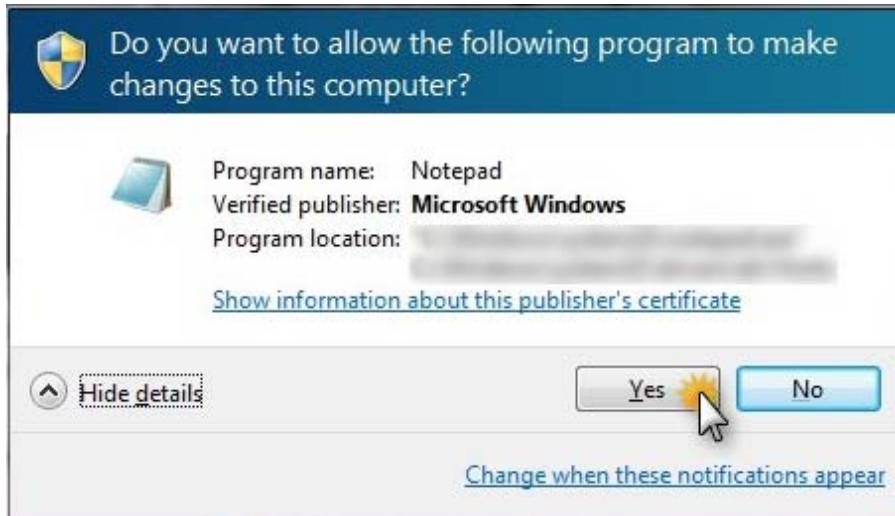 Do you want to allow the following program to make
changes to this computer?
Program name: Notepad
Verified publisher: Microsoft Windows
Program location:
Show information about this publisher's certificate
Hide details
Yes
No
Change when these notifications appear